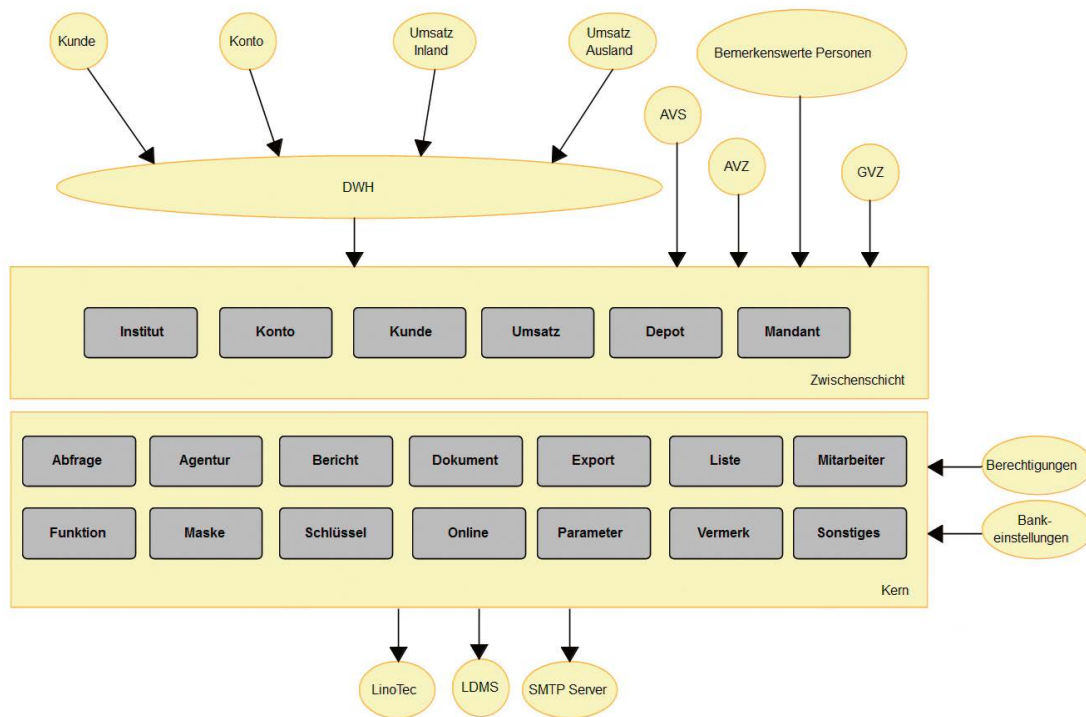 Kunde
Konto
Umsatz
Inland
Umsatz
Ausland
Bemerkenswerte Personen
AVS
AVZ
GVZ
DWH
Institut
Konto
Kunde
Umsatz
Depot
Mandant
Zwischenschicht
Abfrage
Agentur
Bericht
Dokument
Export
Liste
Mitarbeiter
Berechtigungen
Funktion
Maske
Schlüssel
Online
Parameter
Vermerk
Sonstiges
Bank-
einstellungen
Kern
LinoTec
LDMS
SMTP Server